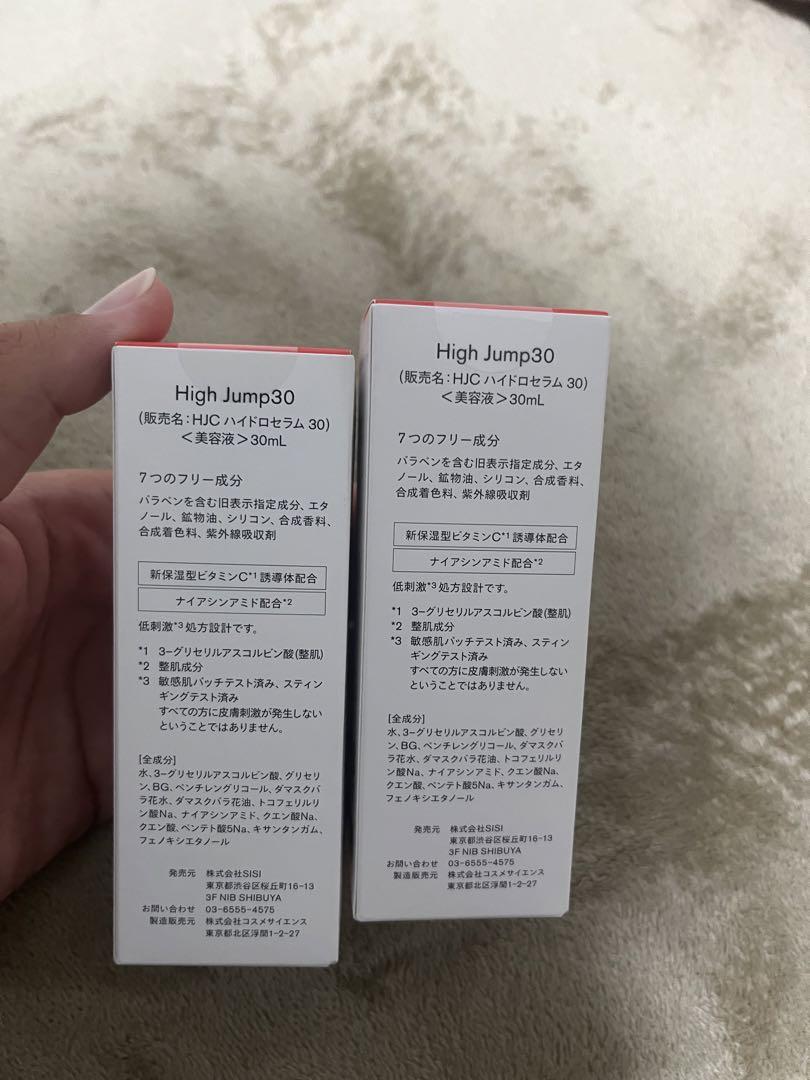 High Jump30
(販売名:HJC ハイドロセラム 30)
＜美容液＞30mL
7つのフリー成分
パラベンを含む旧表示指定成分、エタ
ノール、鉱物油、シリコン、合成香料、
合成着色料、紫外線吸収剤
新保湿型ビタミンC*1誘導体配合
ナイアシンアミド配合*2
低刺激*3処方設計です。
*1 3-グリセリルアスコルビン酸(整肌)
*2 整肌成分
*3 敏感肌パッチテスト済み、スティン
ギングテスト済み
すべての方に皮膚刺激が発生しない
ということではありません。
[全成分]
水、3-グリセリルアスコルビン酸、グリセリ
ン、BG、ペンチレングリコール、ダマスクバ
ラ花水、ダマスクバラ花油、トコフェリルリ
ン酸Na、ナイアシンアミド、クエン酸Na、
クエン酸、ペンテト酸5Na、キサンタンガム、
フェノキシエタノール
発売元 株式会社SISI
東京都渋谷区桜丘町16-13
3F NIB SHIBUYA
お問い合わせ 03-6555-4575
製造販売元 株式会社コスメサイエンス
東京都北区浮間1-2-27
High Jump30
(販売名:HJC ハイドロセラム 30)
＜美容液＞30mL
7つのフリー成分
パラベンを含む旧表示指定成分、エタ
ノール、鉱物油、シリコン、合成香料、
合成着色料、紫外線吸収剤
新保湿型ビタミンC*1誘導体配合
ナイアシンアミド配合*2
低刺激*3処方設計です。
*1 3-グリセリルアスコルビン酸(整肌)
*2 整肌成分
*3 敏感肌パッチテスト済み、スティン
ギングテスト済み
すべての方に皮膚刺激が発生しない
ということではありません。
[全成分]
水、3-グリセリルアスコルビン酸、グリセリ
ン、BG、ペンチレングリコール、ダマスクバ
ラ花水、ダマスクバラ花油、トコフェリルリ
ン酸Na、ナイアシンアミド、クエン酸Na、
クエン酸、ペンテト酸5Na、キサンタンガム、
フェノキシエタノール
発売元 株式会社SISI
東京都渋谷区桜丘町16-13
3F NIB SHIBUYA
お問い合わせ 03-6555-4575
製造販売元 株式会社コスメサイエンス
東京都北区浮間1-2-27